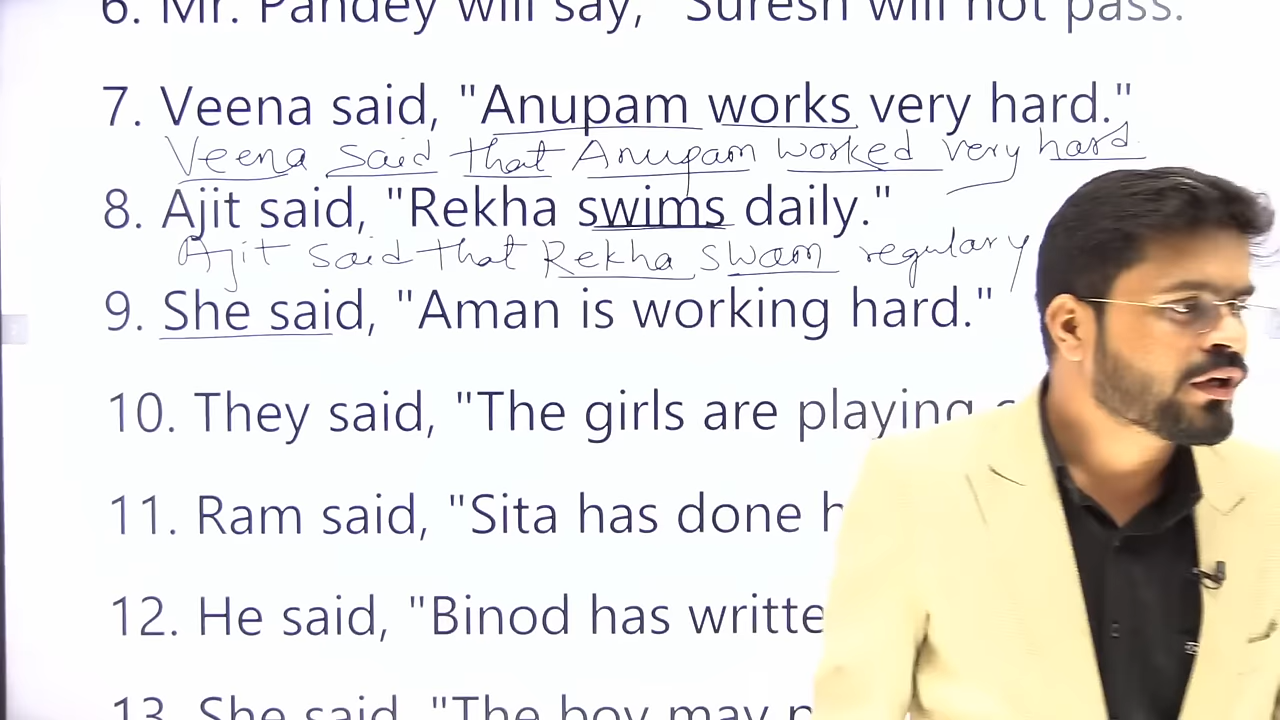 6. Mr. Pandey will say, "Suresh will not pass.
7. Veena said, "Anupam works very hard."
Veena said that Anupam worked very hard.
8. Ajit said, "Rekha swims daily."
Ajit said that Rekha swam regulary
9. She said, "Aman is working hard."
10. They said, "The girls are playing
11. Ram said, "Sita has done h
12. He said, "Binod has writte
13. She said, "The boy may